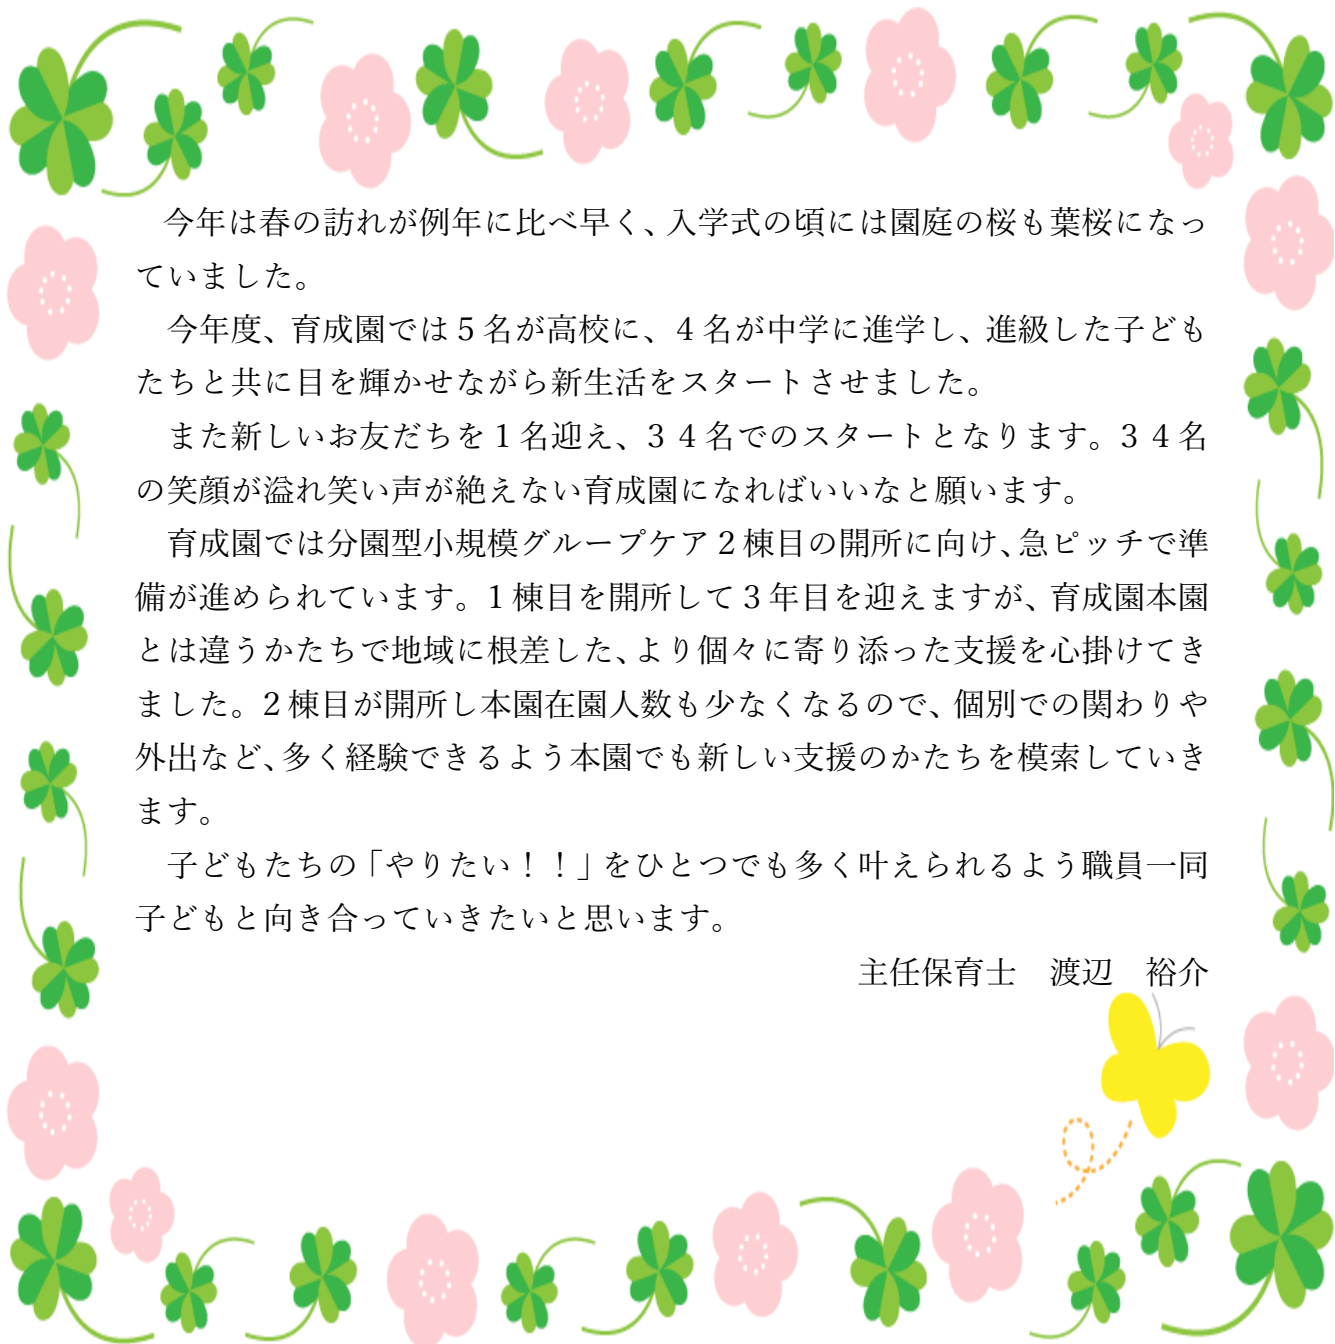 今年は春の訪れが例年に比べ早く、入学式の頃には園庭の桜も葉桜になっ
ていました。
今年度、育成園では５名が高校に、４名が中学に進学し、進級した子ども
たちと共に目を輝かせながら新生活をスタートさせました。
また新しいお友だちを１名迎え、３４名でのスタートとなります。３４名
の笑顔が溢れ笑い声が絶えない育成園になればいいなと願います。
育成園では分園型小規模グループケア２棟目の開所に向け、急ピッチで準
備が進められています。１棟目を開所して３年目を迎えますが、育成園本園
とは違うかたちで地域に根差した、より個々に寄り添った支援を心掛けてき
ました。２棟目が開所し本園在園人数も少なくなるので、個別での関わりや
外出など、多く経験できるよう本園でも新しい支援のかたちを模索していき
ます。
子どもたちの「やりたい！！」をひとつでも多く叶えられるよう職員一同
子どもと向き合っていきたいと思います。
主任保育士　渡辺　裕介